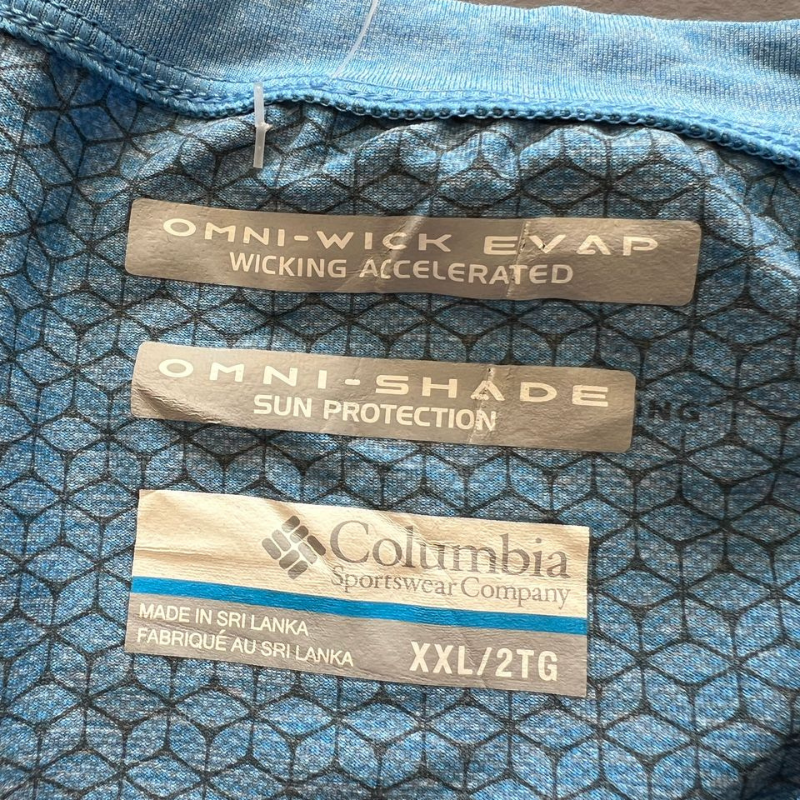 OMNI-WICK EVAP
WICKING ACCELERATED
OMNI-SHADE
SUN PROTECTION
NG
Columbia
Sportswear Company
MADE IN SRI LANKA
FABRIQUÉ AU SRI LANKA
XXL/2TG